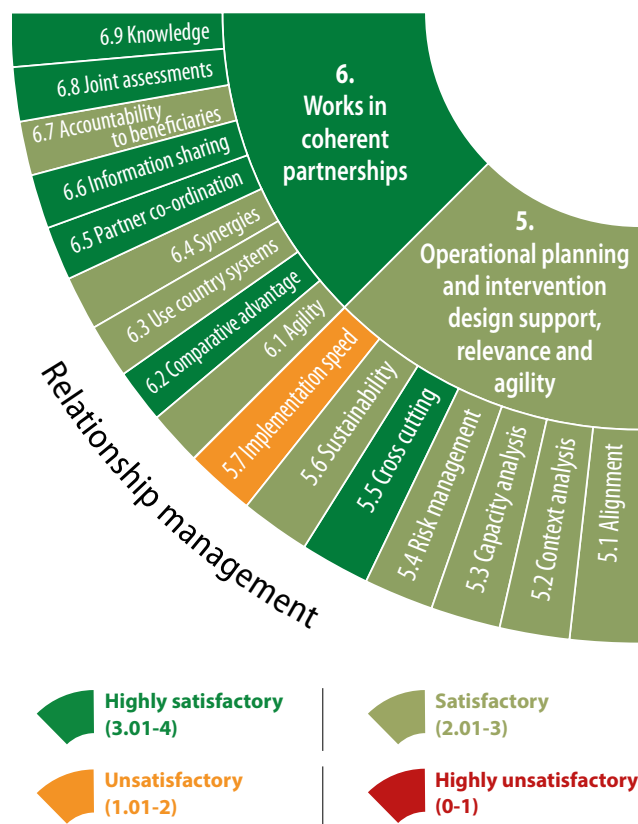 6.9 Knowledge
6.8 Joint assessments
6.7 Accountability
to beneficiaries
6.6 Information sharing
6.5 Partner co-ordination
6.4 Synergies
6.3 Use country systems
6.2 Comparative advantage
6.1 Agility
6.
Works in
coherent
partnerships
5.
Operational planning
and intervention
design support,
relevance and
agility
5.7 Implementation speed
5.6 Sustainability
5.5 Cross cutting
5.4 Risk management
5.3 Capacity analysis
5.2 Context analysis
5.1 Alignment
Relationship management
Highly satisfactory
(3.01-4)
Satisfactory
(2.01-3)
Unsatisfactory
(1.01-2)
Highly unsatisfactory
(0-1)